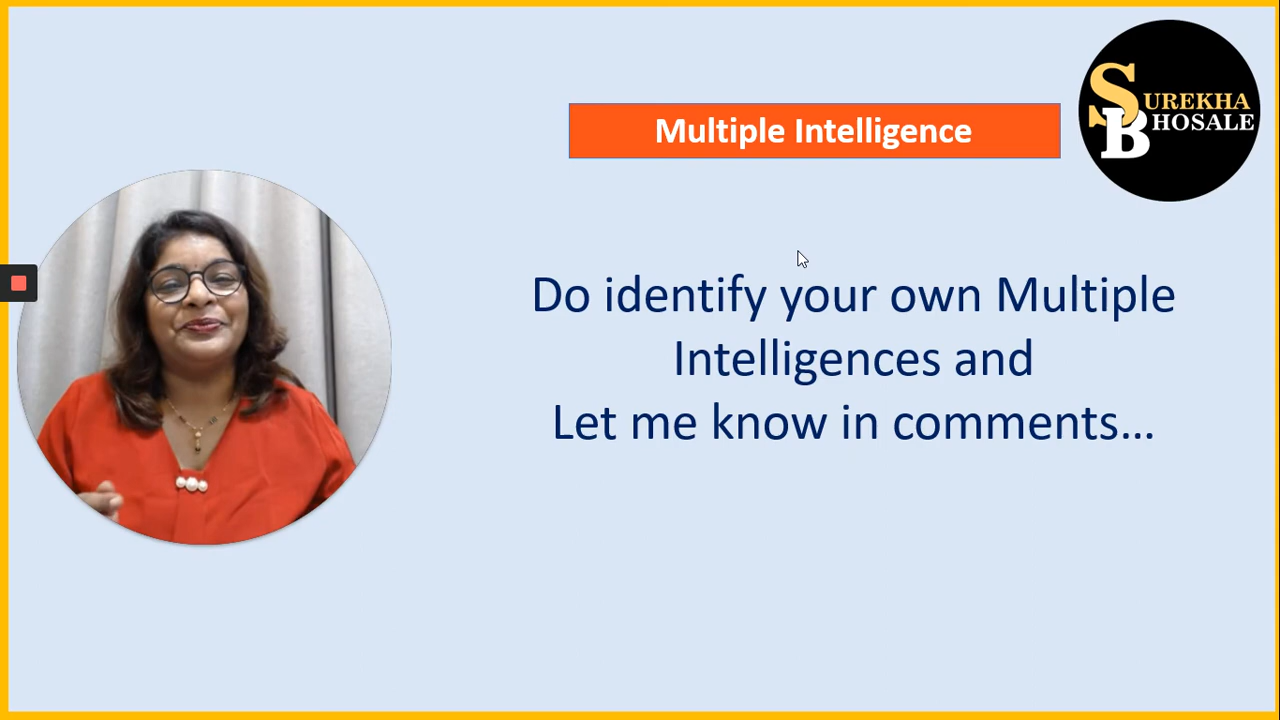 Multiple Intelligence
SUREKHA
BHOSALE
Do identify your own Multiple
Intelligences and
Let me know in comments...